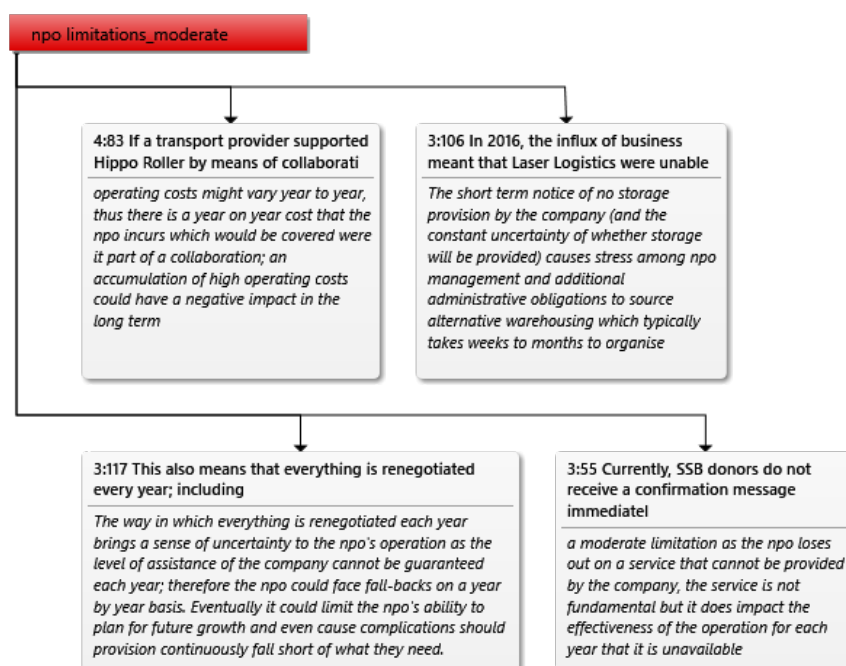 npo limitations_moderate
4:83 If a transport provider supported
Hippo Roller by means of collaborati
operating costs might vary year to year,
thus there is a year on year cost that the
npo incurs which would be covered were
it part of a collaboration; an
accumulation of high operating costs
could have a negative impact in the
long term
3:106 In 2016, the influx of business
meant that Laser Logistics were unable
The short term notice of no storage
provision by the company (and the
constant uncertainty of whether storage
will be provided) causes stress among npo
management and additional
administrative obligations to source
alternative warehousing which typically
takes weeks to months to organise
3:117 This also means that everything is renegotiated
every year; including
The way in which everything is renegotiated each year
brings a sense of uncertainty to the npo's operation as the
level of assistance of the company cannot be guaranteed
each year; therefore the npo could face fall-backs on a year
by year basis. Eventually it could limit the npo's ability to
plan for future growth and even cause complications should
provision continuously fall short of what they need.
3:55 Currently, SSB donors do not
receive a confirmation message
immediatel
a moderate limitation as the npo loses
out on a service that cannot be provided
by the company, the service is not
fundamental but it does impact the
effectiveness of the operation for each
year that it is unavailable